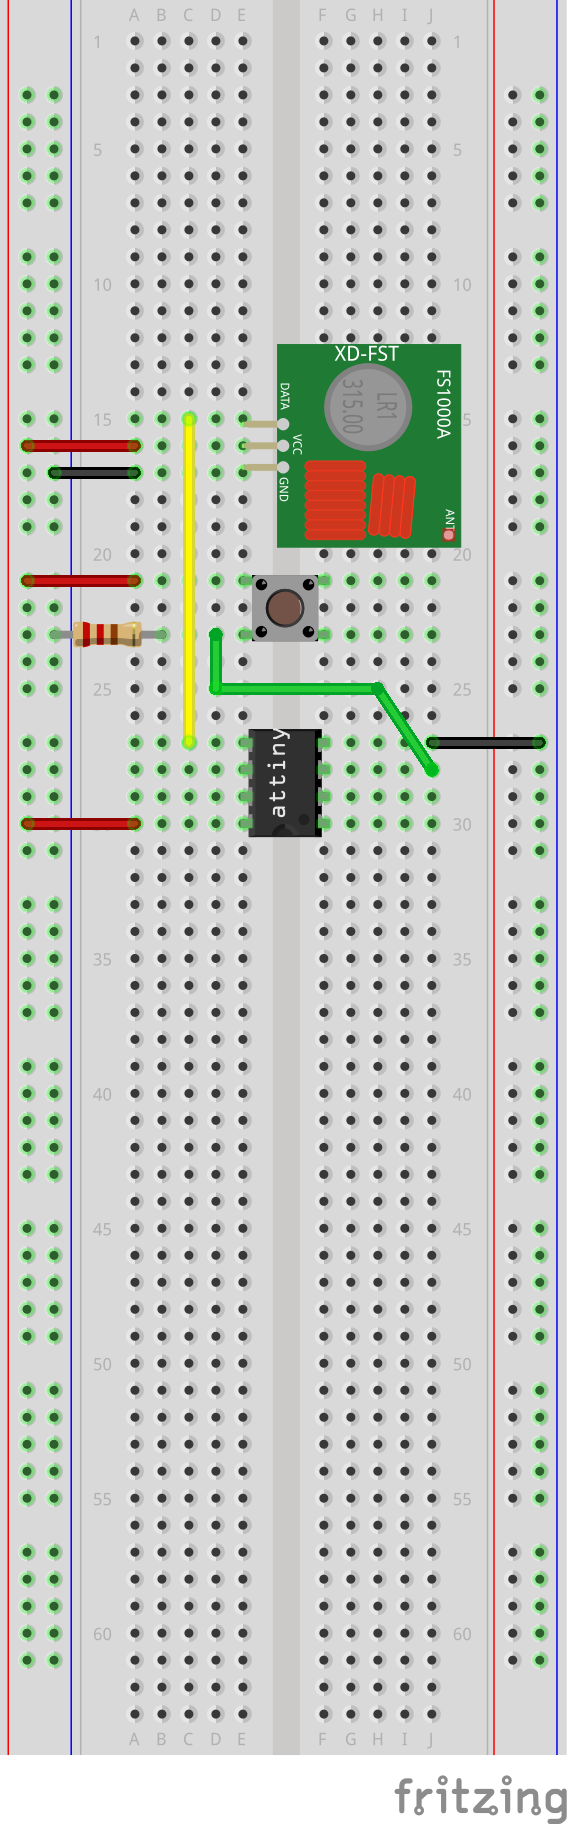 A B C D E F G H I J
1 1
5 5
10 10
XD-FST
DATA
VCC
GND
315.00
LR1
FS1000A
ANT
15 5
20 20
25 25
attiny
30 30
35 35
40 40
45 45
50 50
55 55
60 60
A B C D E F G H I J
fritzing